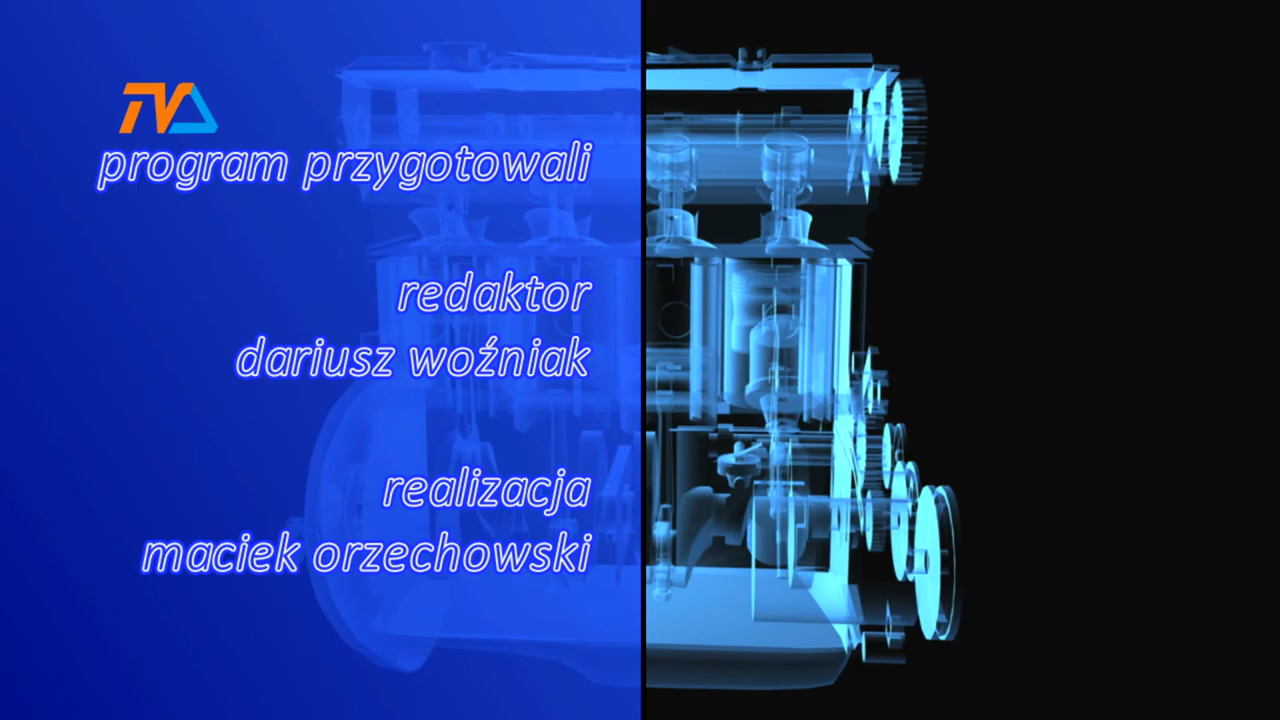 TVA
program przygotowali
redaktor
dariusz woźniak
realizacja
maciek orzechowski